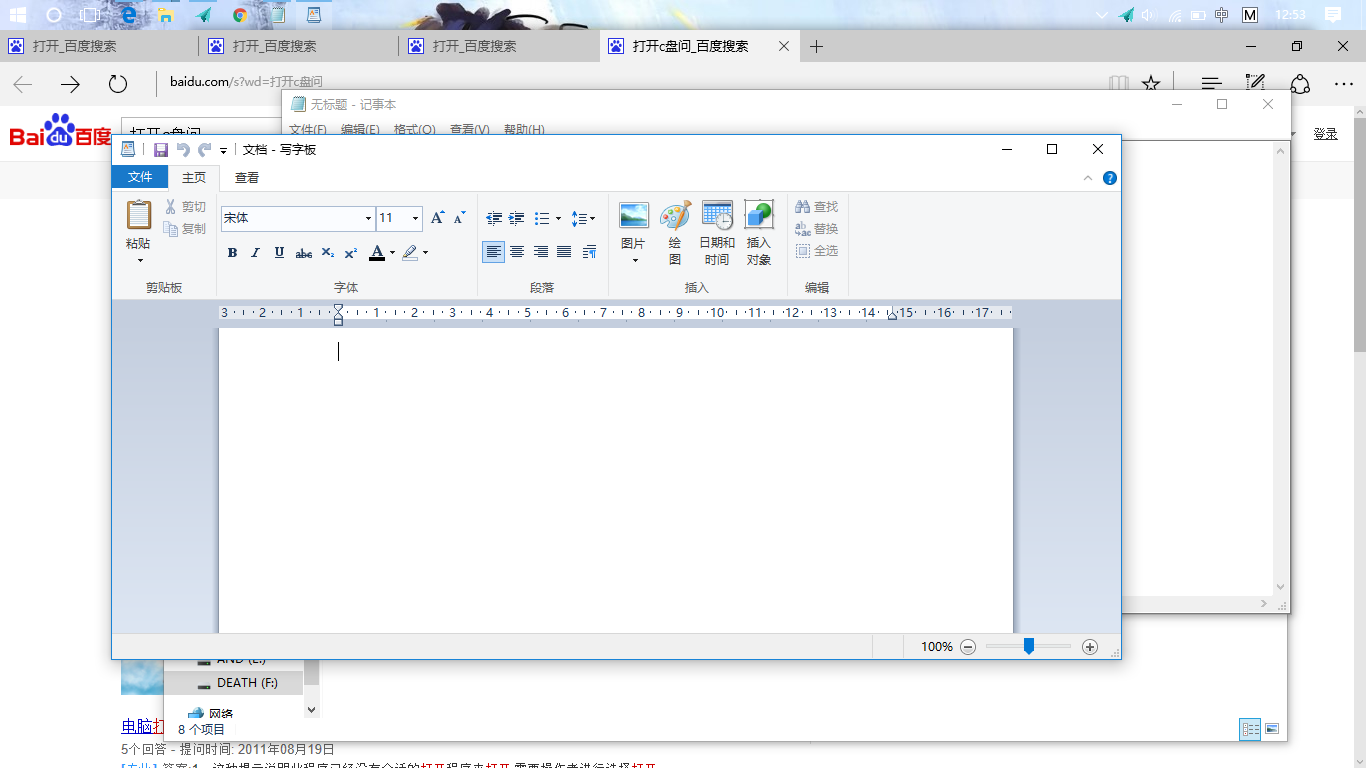 12:53
打开_百度搜索
打开_百度搜索
打开_百度搜索
打开c盘问_百度搜索
baidu.com/s?wd=打开c盘问
无标题 - 记事本
文件(F) 编辑(E) 格式(O) 查看(V) 帮助(H)
Bai du 百度
打开c盘问
登录
文档 - 写字板
文件 主页 查看
粘贴
剪切
复制
剪贴板
宋体 11
B I U abc X₂ X² A
字体
段落
图片
绘图
日期和时间
插入对象
插入
查找
替换
全选
编辑
3 2 1 1 2 3 4 5 6 7 8 9 10 11 12 13 14 15 16 17
100%
AND (E:)
DEATH (F:)
网络
8 个项目
电脑打
5个回答 - 提问时间: 2011年08月19日